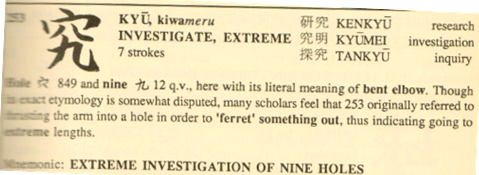 253 究 KYŪ, kiwameru 研究 KENKYŪ research
INVESTIGATE, EXTREME 究明 KYŪMEI investigation
7 strokes 探究 TANKYŪ inquiry
Hole 穴 849 and nine 九 12 q.v., here with its literal meaning of bent elbow. Though
its exact etymology is somewhat disputed, many scholars feel that 253 originally referred to
thrusting the arm into a hole in order to 'ferret' something out, thus indicating going to
extreme lengths.
Mnemonic: EXTREME INVESTIGATION OF NINE HOLES